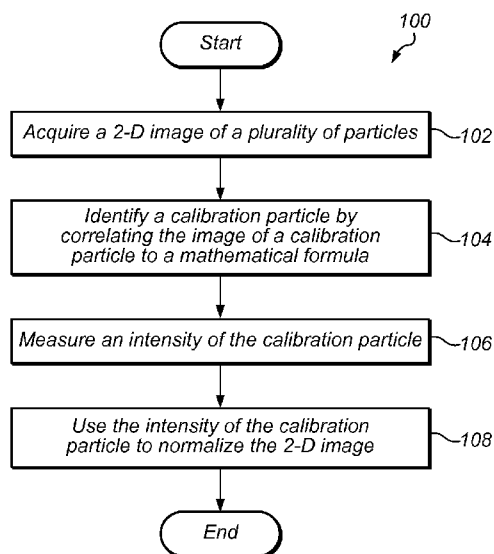 Start
100
Acquire a 2-D image of a plurality of particles
102
Identify a calibration particle by
correlating the image of a calibration
particle to a mathematical formula
104
Measure an intensity of the calibration particle
106
Use the intensity of the calibration
particle to normalize the 2-D image
108
End